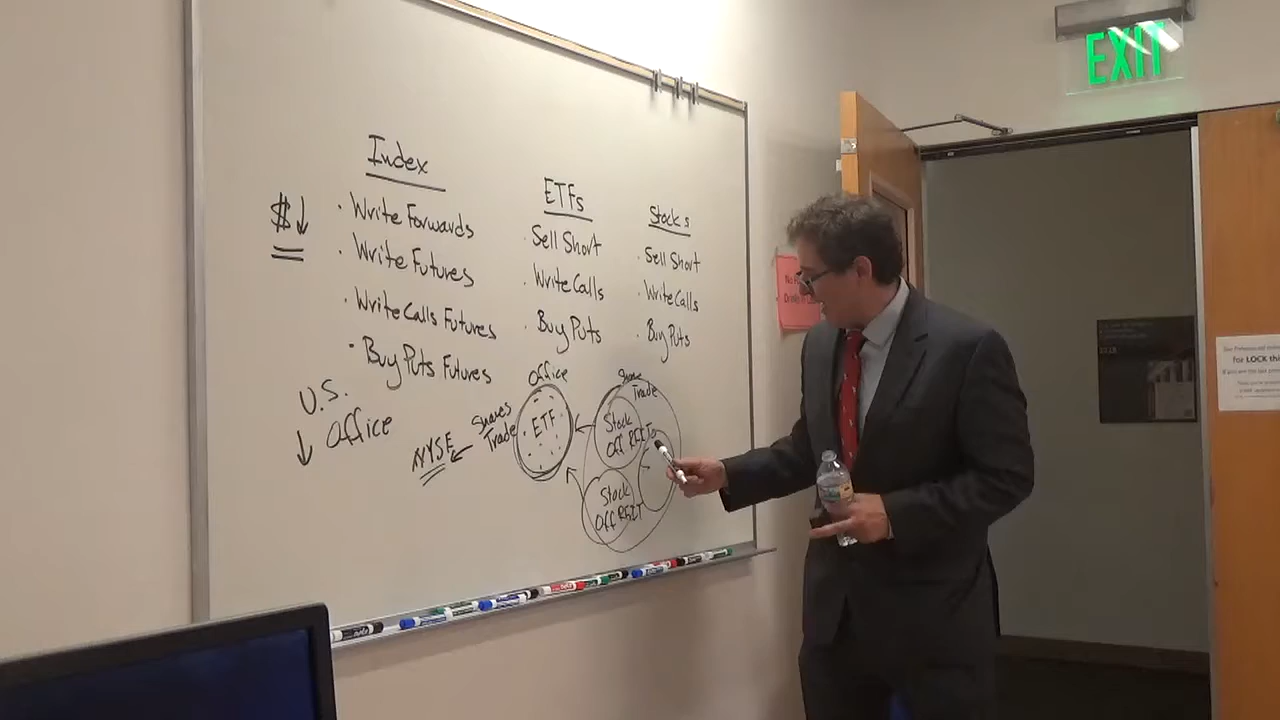 Index
$↓
· Write Forwards
· Write Futures
· Write Calls Futures
· Buy Puts Futures
ETFs
· Sell Short
· Write Calls
· Buy Puts
Stocks
· Sell Short
· Write Calls
· Buy Puts
U.S.
↓ Office
NYSE
Shares
Trade
Office
ETF
Trade
Stock
Off REIT
Stock
Off REIT
EXIT
for LOCK